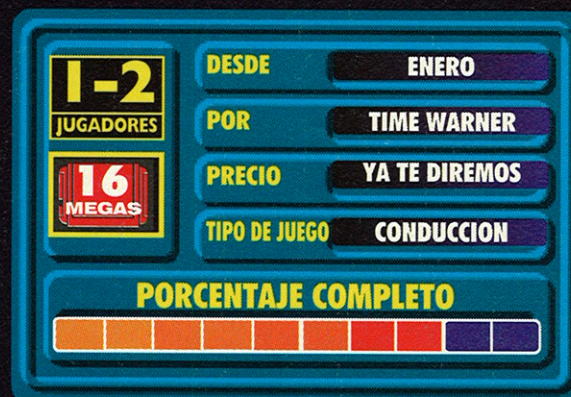 1-2
JUGADORES
16
MEGAS
DESDE ENERO
POR TIME WARNER
PRECIO YA TE DIREMOS
TIPO DE JUEGO CONDUCCION
PORCENTAJE COMPLETO